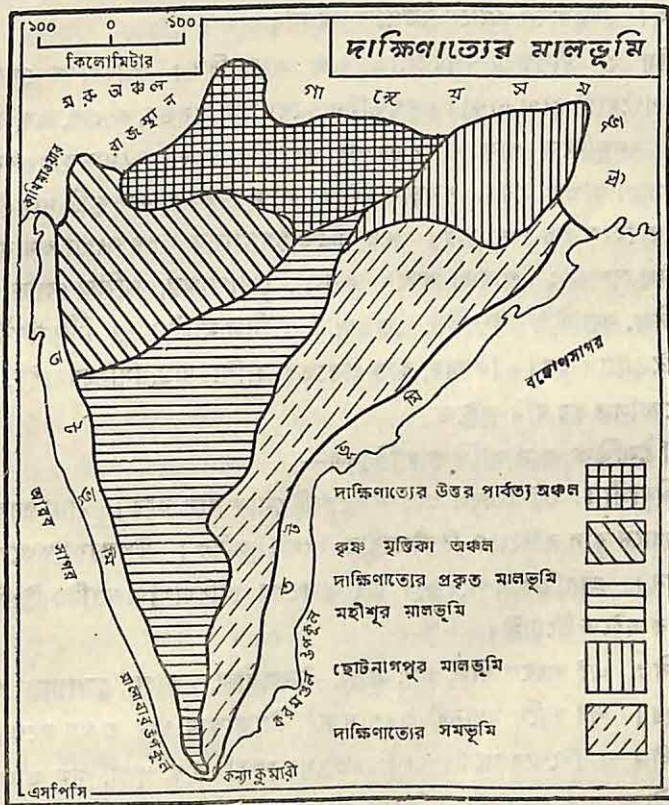 ১০০ ০ ১০০
কিলোমিটার
দাক্ষিণাত্যের মালভূমি
মরু অঞ্চল
রাজস্থান
গাঙ্গেয় সমভূমি
কাথিয়াওয়ার
বঙ্গোপসাগর
আরব সাগর
মালাবার উপকূল
করমণ্ডল উপকূল
কন্যাকুমারী
দাক্ষিণাত্যের উত্তর পার্বত্য অঞ্চল
কৃষ্ণ মৃত্তিকা অঞ্চল
দাক্ষিণাত্যের প্রকৃত মালভূমি
মহীশূর মালভূমি
ছোটনাগপুর মালভূমি
দাক্ষিণাত্যের সমভূমি
এসপিসি